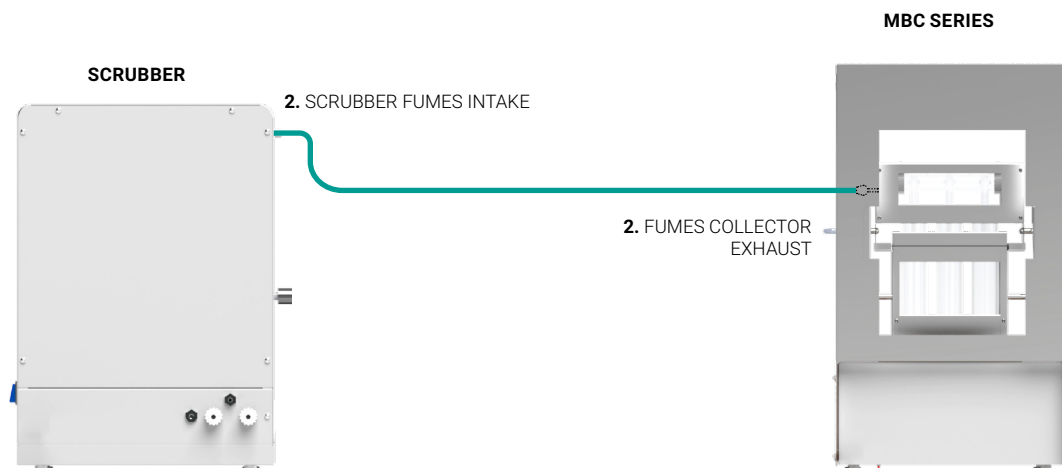 MBC SERIES
SCRUBBER
2. SCRUBBER FUMES INTAKE
2. FUMES COLLECTOR
EXHAUST